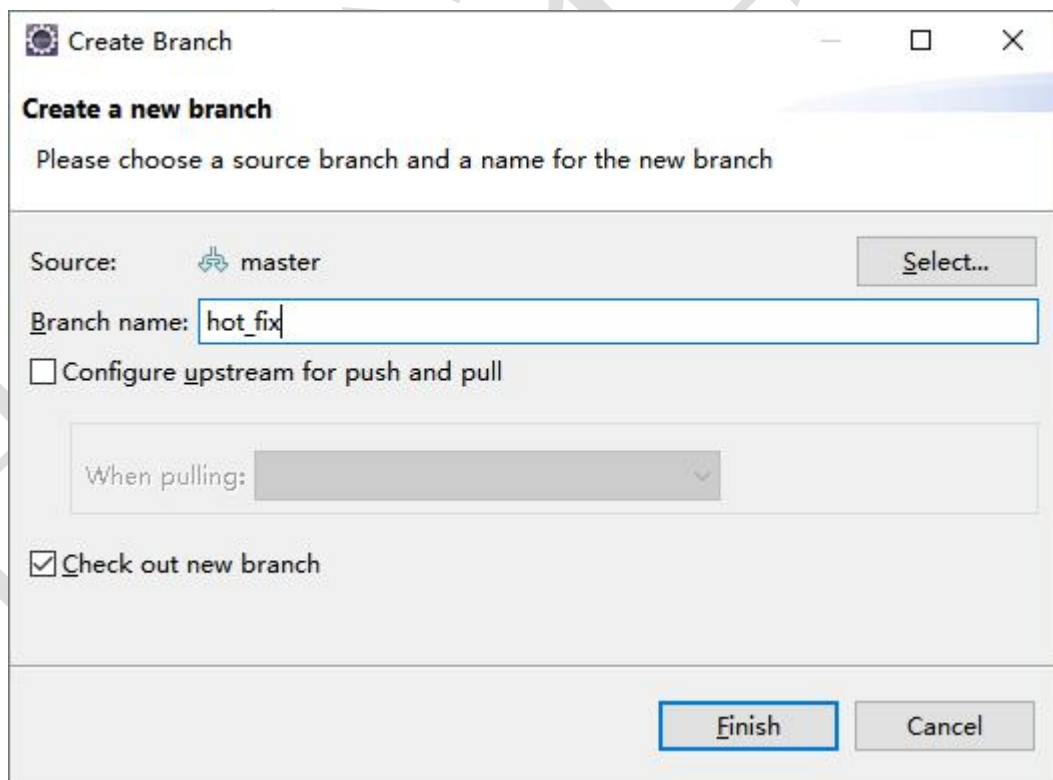 Create Branch
Create a new branch
Please choose a source branch and a name for the new branch
Source: master Select...
Branch name: hot_fix
Configure upstream for push and pull
When pulling:
Check out new branch
Finish Cancel